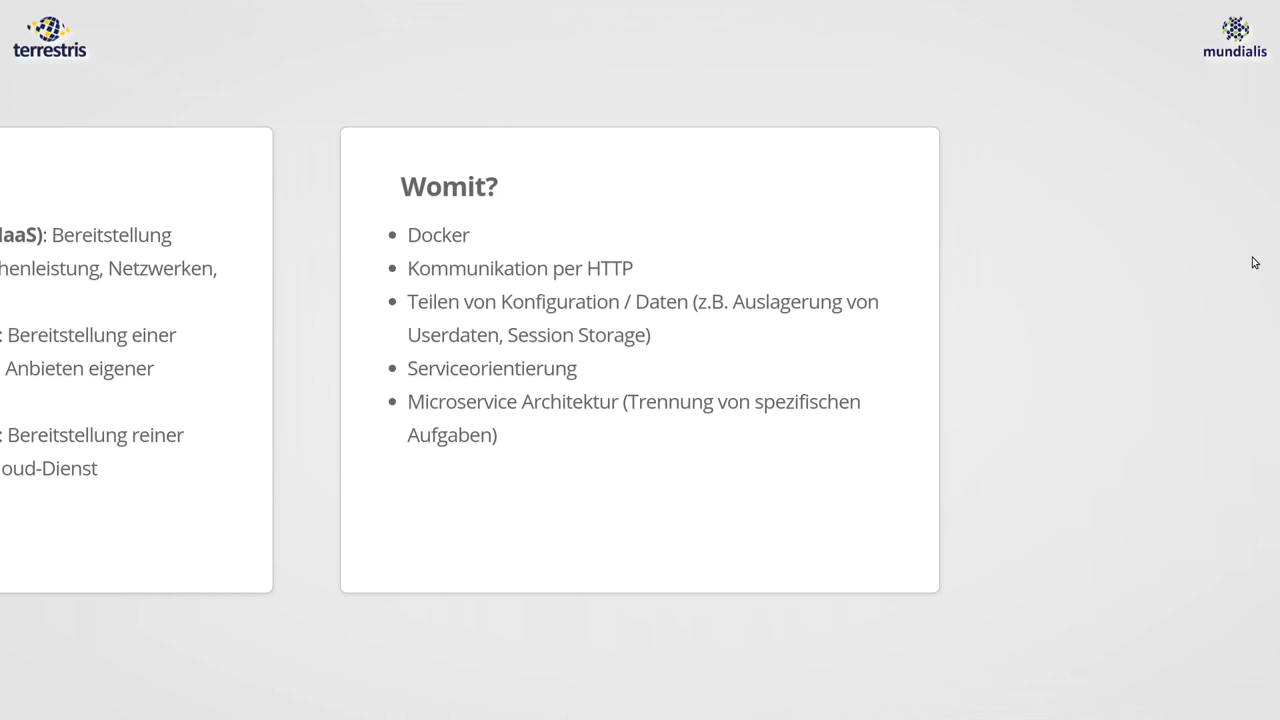 terrestris
mundialis
IaaS): Bereitstellung
henleistung, Netzwerken,
: Bereitstellung einer
Anbieten eigener
: Bereitstellung reiner
oud-Dienst
Womit?
Docker
Kommunikation per HTTP
Teilen von Konfiguration / Daten (z.B. Auslagerung von
Userdaten, Session Storage)
Serviceorientierung
Microservice Architektur (Trennung von spezifischen
Aufgaben)